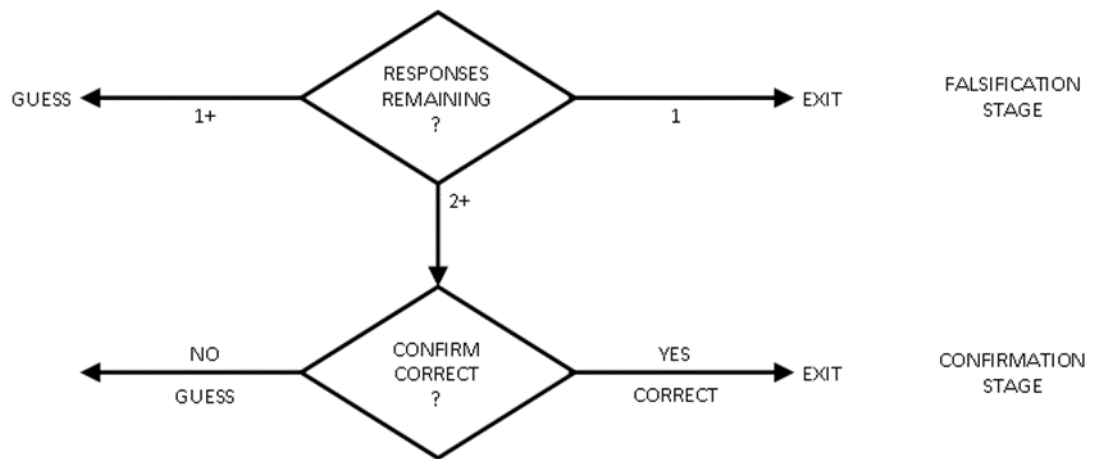 RESPONSES
REMAINING
?
GUESS
1+
1
EXIT
FALSIFICATION
STAGE
2+
CONFIRM
CORRECT
?
NO
GUESS
YES
CORRECT
EXIT
CONFIRMATION
STAGE